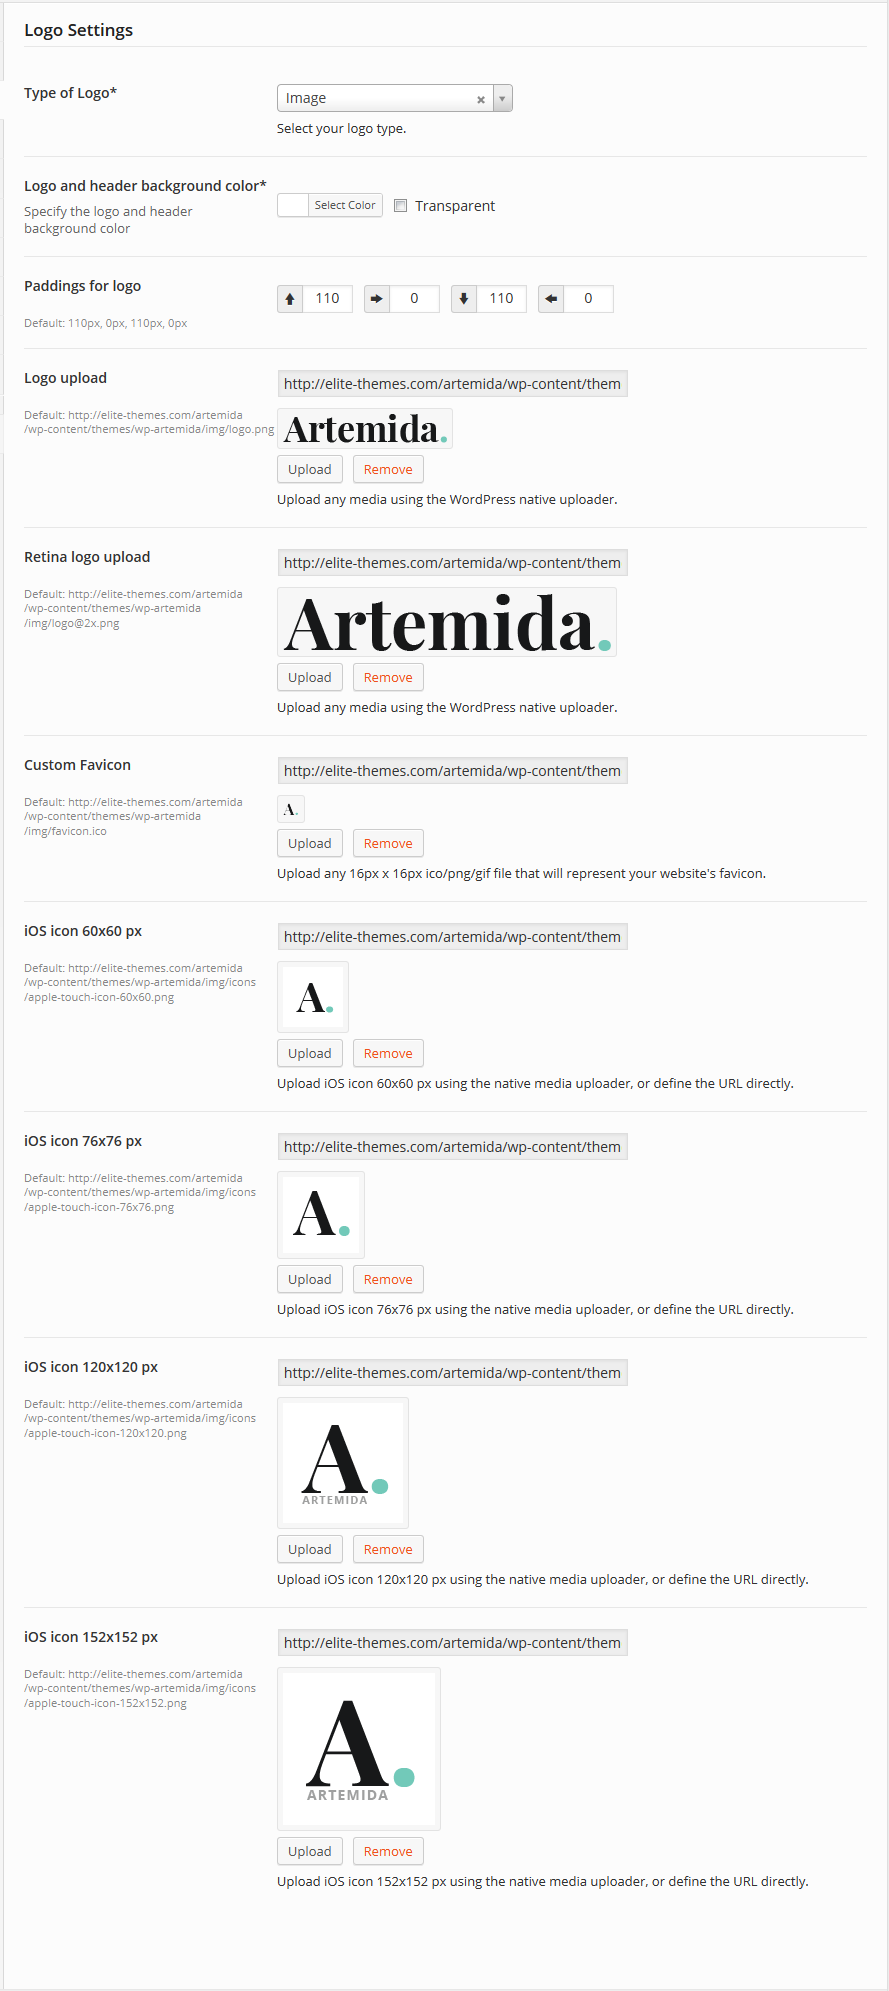 Logo Settings
Type of Logo*
Image
Select your logo type.
Logo and header background color*
Specify the logo and header
background color
Select Color
Transparent
Paddings for logo
Default: 110px, 0px, 110px, 0px
110
0
110
0
Logo upload
Default: http://elite-themes.com/artemida
/wp-content/themes/wp-artemida/img/logo.png
http://elite-themes.com/artemida/wp-content/them
Artemida.
Upload Remove
Upload any media using the WordPress native uploader.
Retina logo upload
Default: http://elite-themes.com/artemida
/wp-content/themes/wp-artemida
/img/logo@2x.png
http://elite-themes.com/artemida/wp-content/them
Artemida.
Upload Remove
Upload any media using the WordPress native uploader.
Custom Favicon
Default: http://elite-themes.com/artemida
/wp-content/themes/wp-artemida
/img/favicon.ico
http://elite-themes.com/artemida/wp-content/them
A.
Upload Remove
Upload any 16px x 16px ico/png/gif file that will represent your website's favicon.
iOS icon 60x60 px
Default: http://elite-themes.com/artemida
/wp-content/themes/wp-artemida/img/icons
/apple-touch-icon-60x60.png
http://elite-themes.com/artemida/wp-content/them
A.
Upload Remove
Upload iOS icon 60x60 px using the native media uploader, or define the URL directly.
iOS icon 76x76 px
Default: http://elite-themes.com/artemida
/wp-content/themes/wp-artemida/img/icons
/apple-touch-icon-76x76.png
http://elite-themes.com/artemida/wp-content/them
A.
Upload Remove
Upload iOS icon 76x76 px using the native media uploader, or define the URL directly.
iOS icon 120x120 px
Default: http://elite-themes.com/artemida
/wp-content/themes/wp-artemida/img/icons
/apple-touch-icon-120x120.png
http://elite-themes.com/artemida/wp-content/them
A.
ARTEMIDA
Upload Remove
Upload iOS icon 120x120 px using the native media uploader, or define the URL directly.
iOS icon 152x152 px
Default: http://elite-themes.com/artemida
/wp-content/themes/wp-artemida/img/icons
/apple-touch-icon-152x152.png
http://elite-themes.com/artemida/wp-content/them
A.
ARTEMIDA
Upload Remove
Upload iOS icon 152x152 px using the native media uploader, or define the URL directly.